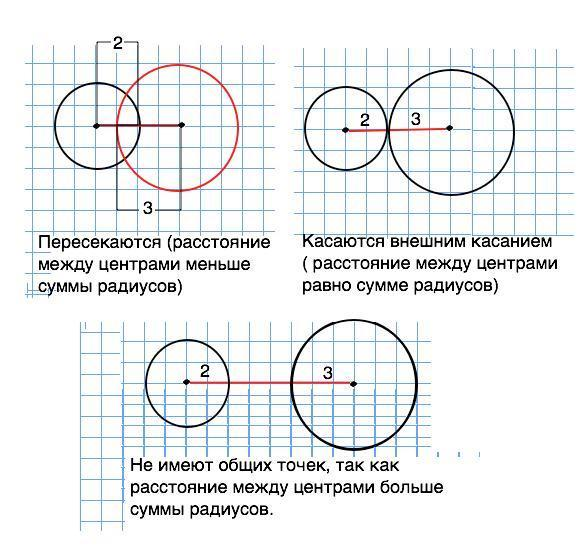 2
3
Пересекаются (расстояние
между центрами меньше
суммы радиусов)
2 3
Касаются внешним касанием
( расстояние между центрами
равно сумме радиусов)
2 3
Не имеют общих точек, так как
расстояние между центрами больше
суммы радиусов.